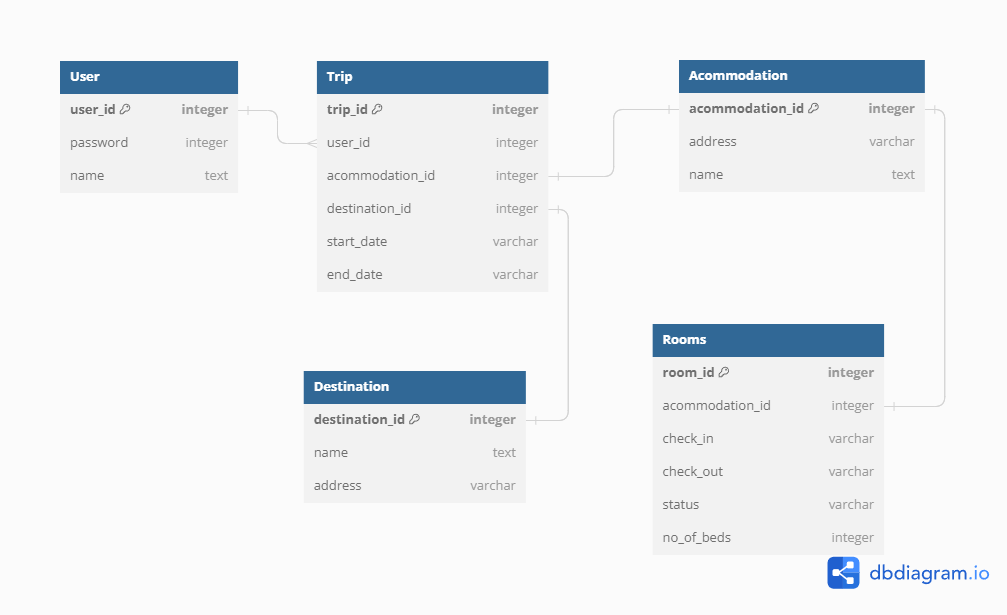 User
user_id integer
password integer
name text
Trip
trip_id integer
user_id integer
acommodation_id integer
destination_id integer
start_date varchar
end_date varchar
Acommodation
acommodation_id integer
address varchar
name text
Destination
destination_id integer
name text
address varchar
Rooms
room_id integer
acommodation_id integer
check_in varchar
check_out varchar
status varchar
no_of_beds integer
dbdiagram.io